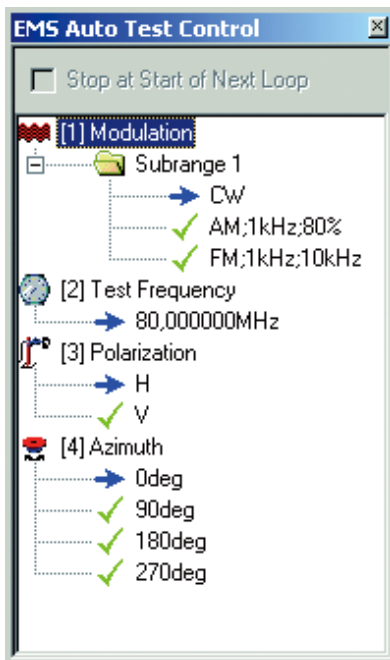 EMS Auto Test Control
Stop at Start of Next Loop
[1] Modulation
Subrange 1
CW
AM;1kHz;80%
FM;1kHz;10kHz
[2] Test Frequency
80,000000MHz
[3] Polarization
H
V
[4] Azimuth
0deg
90deg
180deg
270deg